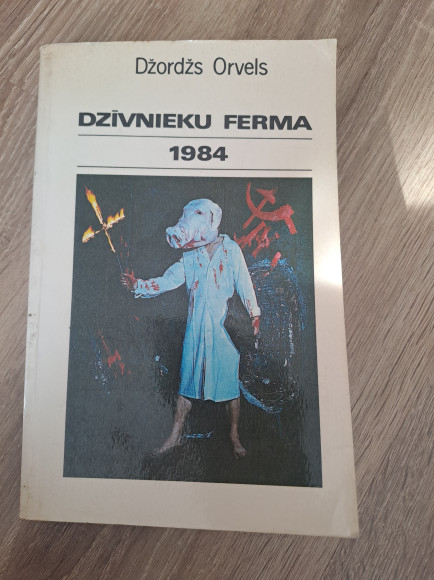 Džordžs Orvels
DZĪVNIEKU FERMA
1984